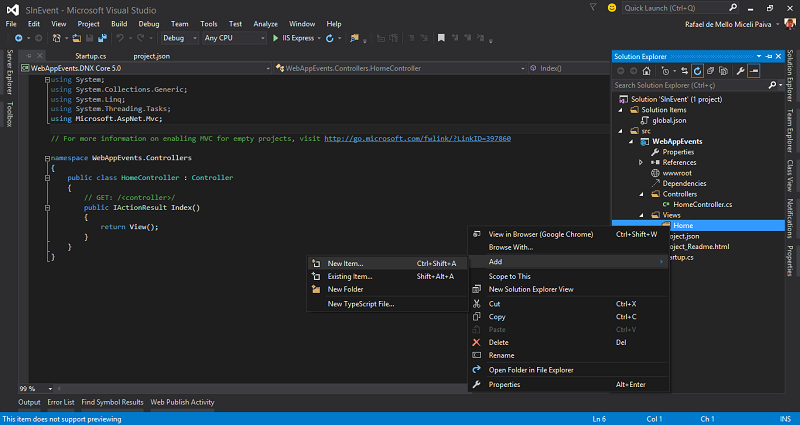 SlnEvent - Microsoft Visual Studio
Quick Launch (Ctrl+Q)
File Edit View Project Build Debug Team Tools Test Analyze Window Help
Rafael de Mello Miceli Paiva
Debug Any CPU IIS Express
Server Explorer
Toolbox
Startup.cs project.json
WebAppEvents.DNX Core 5.0 WebAppEvents.Controllers.HomeController Index()
using System;
using System.Collections.Generic;
using System.Linq;
using System.Threading.Tasks;
using Microsoft.AspNet.Mvc;
// For more information on enabling MVC for empty projects, visit http://go.microsoft.com/fwlink/?LinkID=397860
namespace WebAppEvents.Controllers
{
public class HomeController : Controller
{
// GET: /<controller>/
public IActionResult Index()
{
return View();
}
}
}
99 %
Solution Explorer
Search Solution Explorer (Ctrl+ç)
Solution 'SlnEvent' (1 project)
Solution Items
global.json
src
WebAppEvents
Properties
References
wwwroot
Dependencies
Controllers
HomeController.cs
Views
Home
oject.json
oject_Readme.html
artup.cs
Solution Explorer
Team Explorer
Class View
Notifications
Properties
View in Browser (Google Chrome) Ctrl+Shift+W
Browse With...
Add
Scope to This
New Solution Explorer View
Cut Ctrl+X
Copy Ctrl+C
Paste Ctrl+V
Delete Del
Rename
Open Folder in File Explorer
Properties Alt+Enter
New Item... Ctrl+Shift+A
Existing Item... Shift+Alt+A
New Folder
New TypeScript File...
Output Error List Find Symbol Results Web Publish Activity
This item does not support previewing Ln 6 Col 1 Ch 1 INS